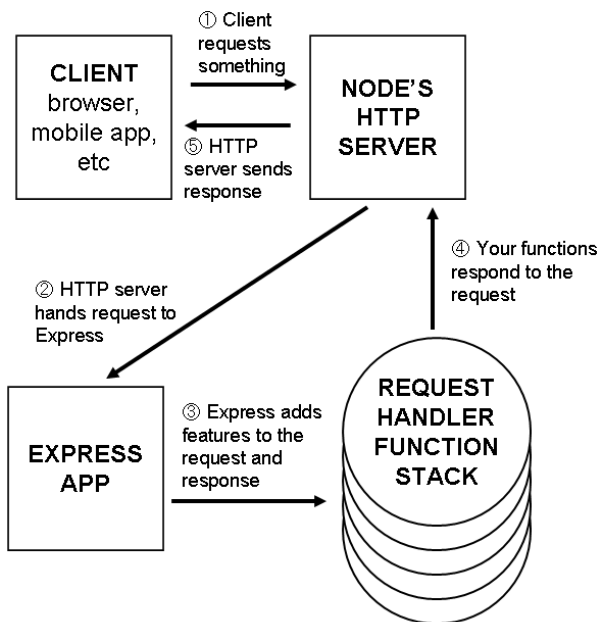 ① Client
requests
something
CLIENT
browser,
mobile app,
etc
NODE'S
HTTP
SERVER
⑤ HTTP
server sends
response
② HTTP server
hands request to
Express
④ Your functions
respond to the
request
EXPRESS
APP
③ Express adds
features to the
request and
response
REQUEST
HANDLER
FUNCTION
STACK